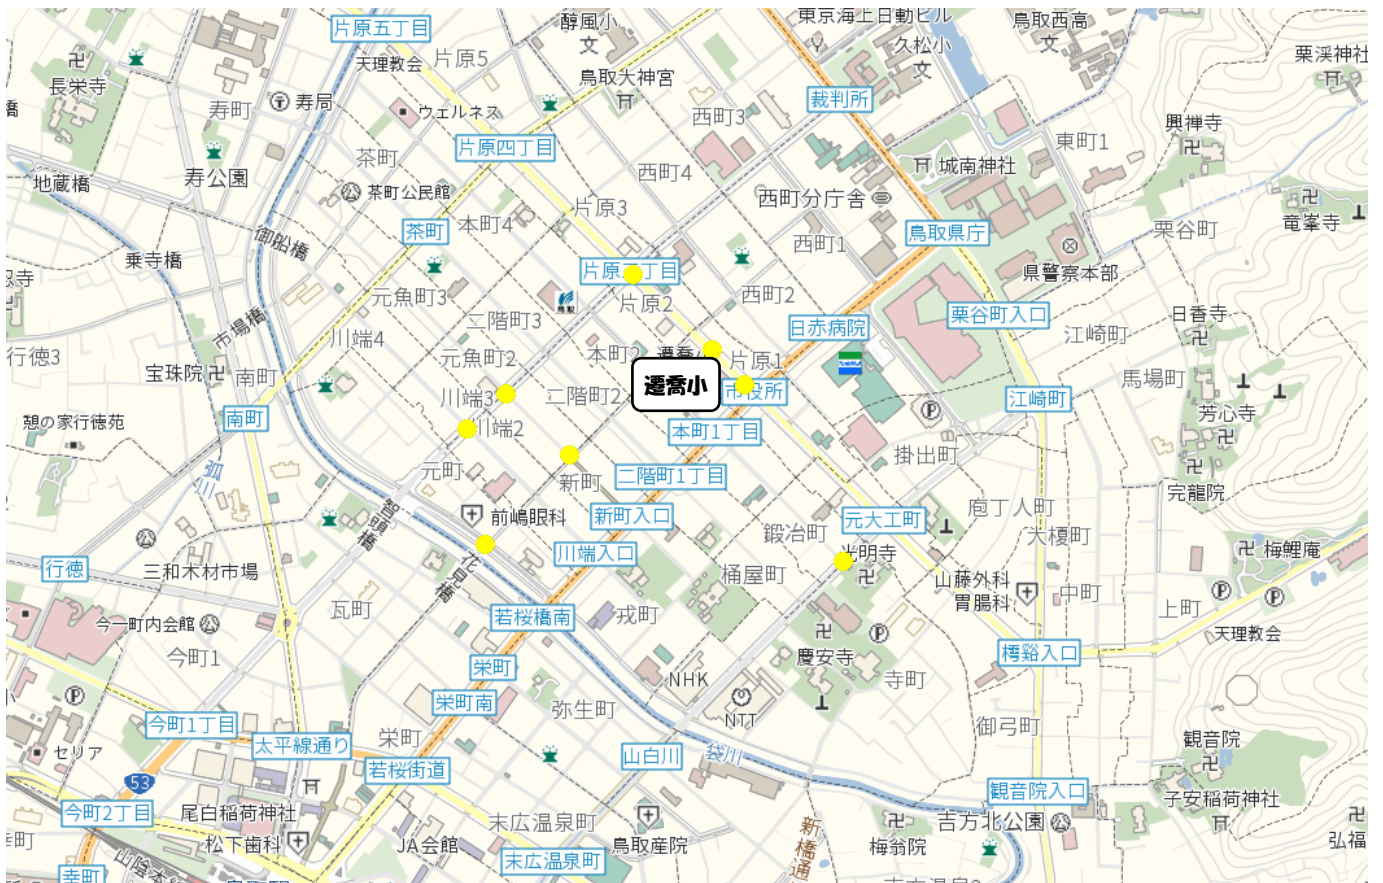 片原五丁目
醇風小
文
東京海上日動ビル
鳥取西高
文
久松小
文
栗渓神社
天理教会
片原5
長栄寺
寿町
寿局
ウェルネス
鳥取大神宮
裁判所
西町3
興禅寺
片原四丁目
東町1
茶町
西町4
城南神社
地蔵橋
寿公園
茶町公民館
西町分庁舎
片原3
竜峯寺
本町4
茶町
御船橋
鳥取県庁
栗谷町
西町1
乗寺橋
県警察本部
元魚町3
片原2
西町2
栗谷町入口
日香寺
市場橋
川端4
二階町3
鳥取
日赤病院
江崎町
行徳3
元魚町2
本町2
片原1
宝珠院
南町
遷喬小
市役所
馬場町
川端3
二階町2
江崎町
芳心寺
南町
憩の家行徳苑
川端2
本町1丁目
掛出町
元町
新町
二階町1丁目
完龍院
智頭橋
前嶋眼科
新町入口
鍛冶町
元大工町
庖丁人町
大榎町
川端入口
光明寺
梅鯉庵
行徳
三和木材市場
花見橋
桶屋町
山藤外科
胃腸科
中町
上町
瓦町
若桜橋南
戎町
今一町内会館
天理教会
今町1
慶安寺
樗谿入口
栄町
NHK
寺町
栄町南
弥生町
NTT
今町1丁目
御弓町
セリア
太平線通り
栄町
観音院
山白川
袋川
若桜街道
53
観音院入口
子安稲荷神社
今町2丁目
尾白稲荷神社
末広温泉町
吉方北公園
新橋通
松下歯科
JA会館
鳥取産院
梅翁院
弘福
末広温泉町
幸町
山陰本